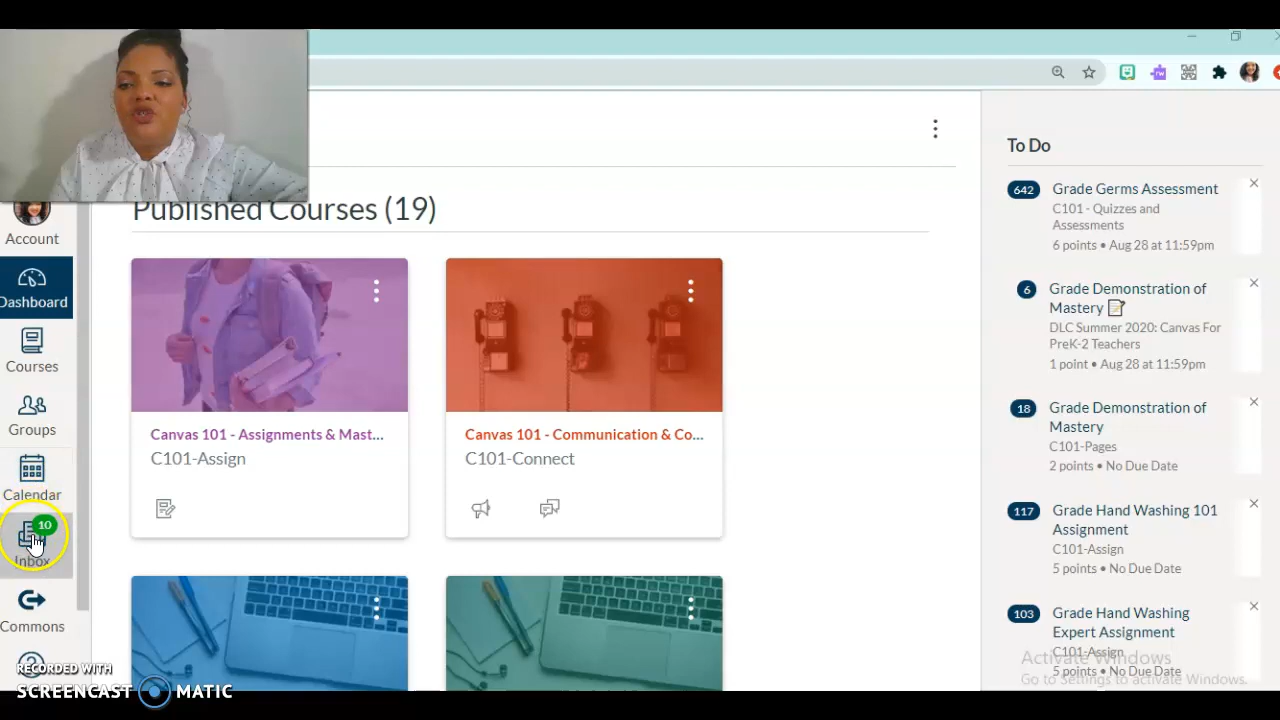 Published Courses (19)
Account
Dashboard
Courses
Groups
Calendar
10
Inbox
Commons
Canvas 101 - Assignments & Mast...
C101-Assign
Canvas 101 - Communication & Co...
C101-Connect
To Do
642
Grade Germs Assessment
C101 - Quizzes and
Assessments
6 points • Aug 28 at 11:59pm
6
Grade Demonstration of
Mastery
DLC Summer 2020: Canvas For
PreK-2 Teachers
1 point • Aug 28 at 11:59pm
18
Grade Demonstration of
Mastery
C101-Pages
2 points • No Due Date
117
Grade Hand Washing 101
Assignment
C101-Assign
5 points • No Due Date
103
Grade Hand Washing
Expert Assignment
C101-Assign
5 points • No Due Date
Activate Windows
Go to Settings to activate Windows.
RECORDED WITH
SCREENCAST MATIC